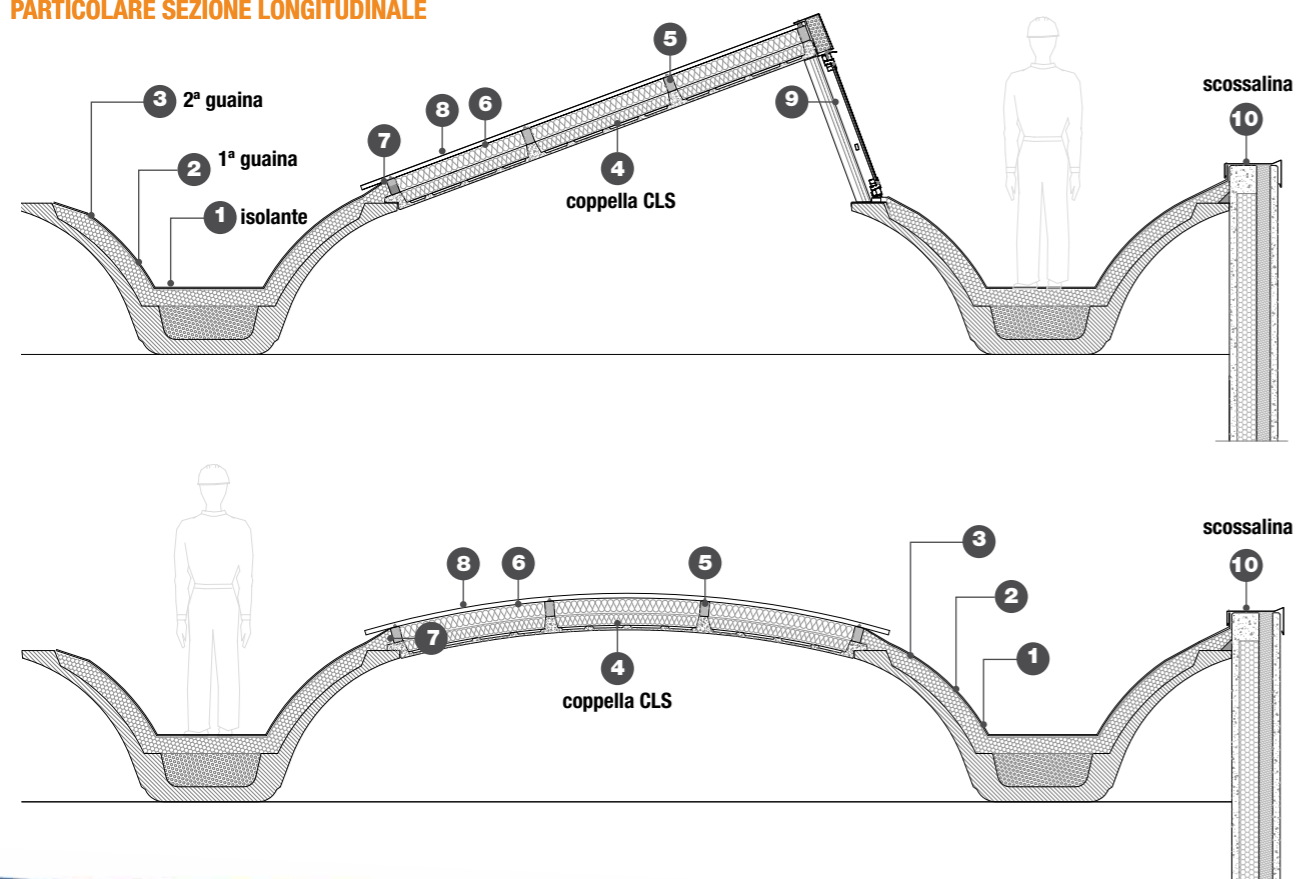 PARTICOLARE SEZIONE LONGITUDINALE
5
scossalina
3 2ª guaina
8 6
9
10
7
2 1ª guaina
4
coppella CLS
1 isolante
scossalina
3
8 6 5
10
2
7
4
1
coppella CLS